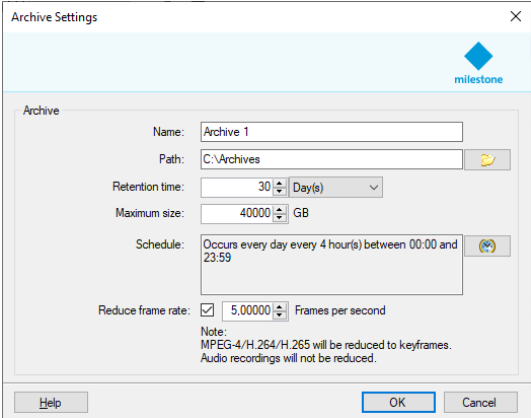 Archive Settings
milestone
Archive
Name: Archive 1
Path: C:\Archives
Retention time: 30 Day(s)
Maximum size: 40000 GB
Schedule: Occurs every day every 4 hour(s) between 00:00 and
23:59
Reduce frame rate: 5,00000 Frames per second
Note:
MPEG-4/H.264/H.265 will be reduced to keyframes.
Audio recordings will not be reduced.
Help OK Cancel